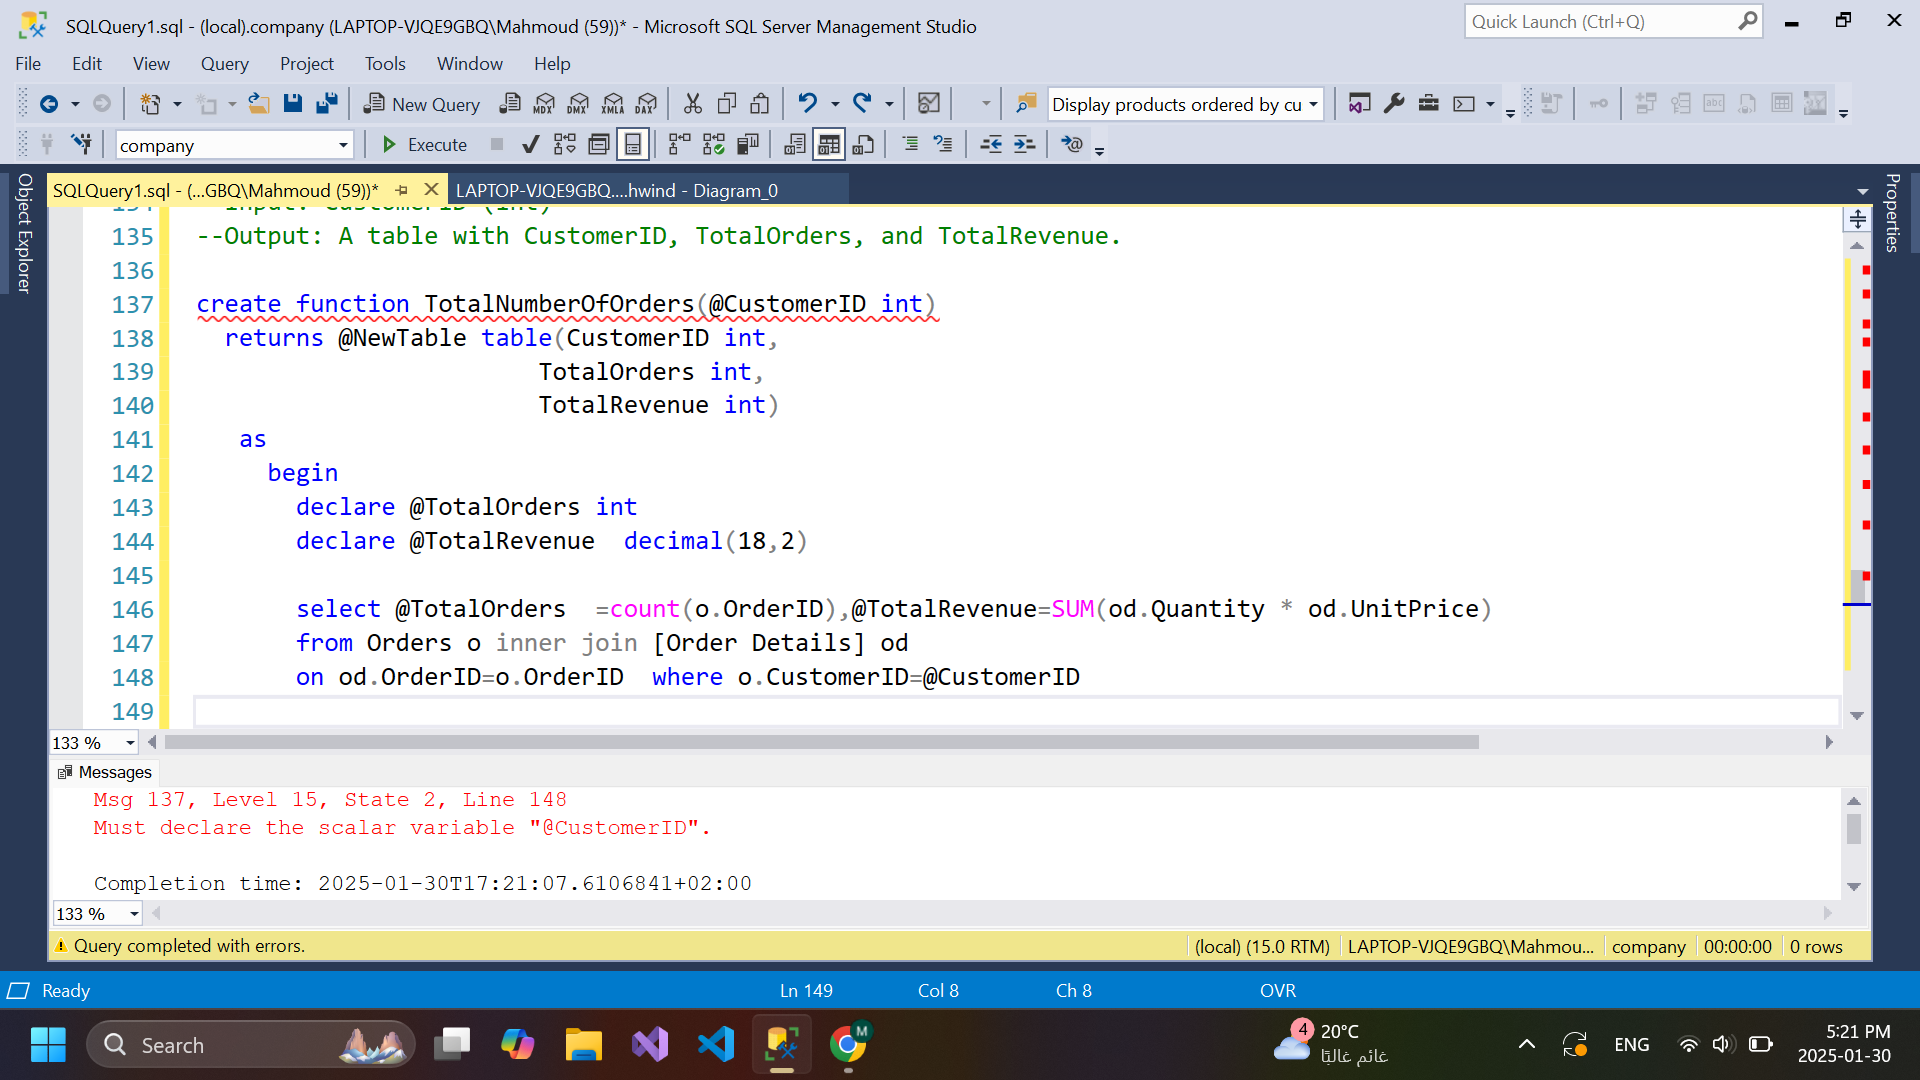 SQLQuery1.sql - (local).company (LAPTOP-VJQE9GBQ\Mahmoud (59))* - Microsoft SQL Server Management Studio
Quick Launch (Ctrl+Q)
File Edit View Query Project Tools Window Help
New Query
MDX DMX XMLA DAX
Display products ordered by cu
company
Execute
Object Explorer
SQLQuery1.sql - (...GBQ\Mahmoud (59))*
LAPTOP-VJQE9GBQ....hwind - Diagram_0
Properties
135 --Output: A table with CustomerID, TotalOrders, and TotalRevenue.
136
137 create function TotalNumberOfOrders(@CustomerID int)
138 returns @NewTable table(CustomerID int,
139 TotalOrders int,
140 TotalRevenue int)
141 as
142 begin
143 declare @TotalOrders int
144 declare @TotalRevenue  decimal(18,2)
145
146 select @TotalOrders  =count(o.OrderID),@TotalRevenue=SUM(od.Quantity * od.UnitPrice)
147 from Orders o inner join [Order Details] od
148 on od.OrderID=o.OrderID  where o.CustomerID=@CustomerID
149
133 %
Messages
Msg 137, Level 15, State 2, Line 148
Must declare the scalar variable "@CustomerID".
Completion time: 2025-01-30T17:21:07.6106841+02:00
133 %
Query completed with errors.
(local) (15.0 RTM) LAPTOP-VJQE9GBQ\Mahmou... company 00:00:00 0 rows
Ready Ln 149 Col 8 Ch 8 OVR
Search
M
4
20°C
غائم غالبًا
ENG
5:21 PM
2025-01-30